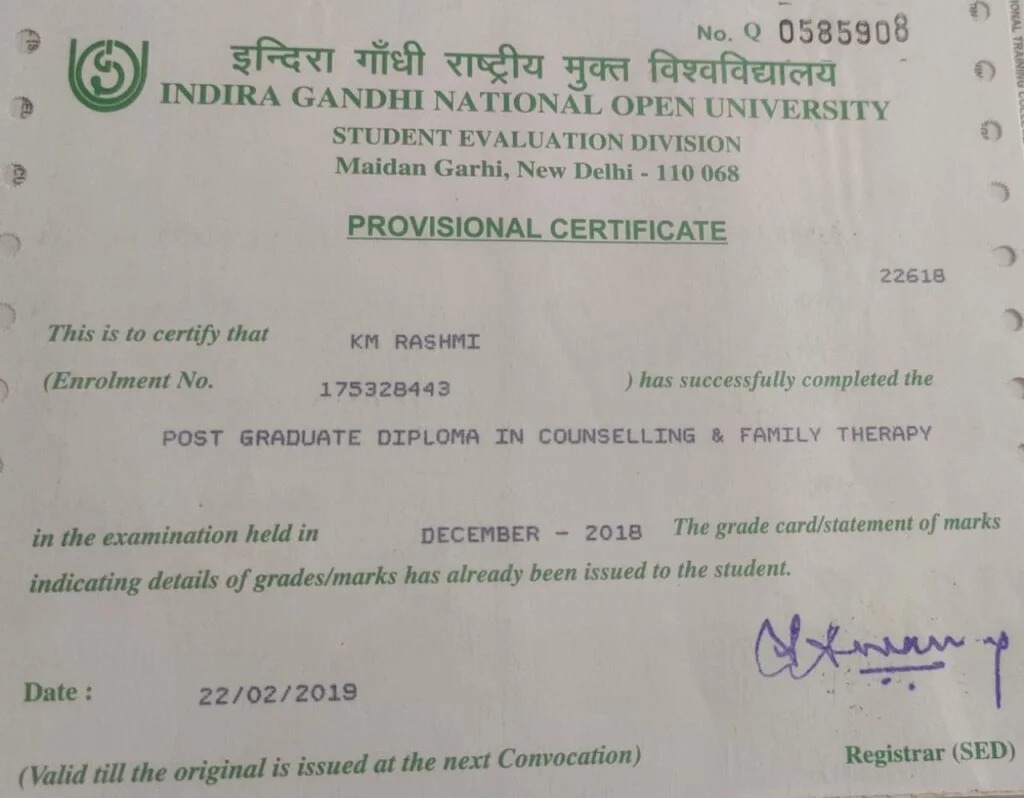 No. Q 0585908
इन्दिरा गाँधी राष्ट्रीय मुक्त विश्वविद्यालय
INDIRA GANDHI NATIONAL OPEN UNIVERSITY
STUDENT EVALUATION DIVISION
Maidan Garhi, New Delhi - 110 068
PROVISIONAL CERTIFICATE
22618
This is to certify that KM RASHMI
(Enrolment No. 175328443 ) has successfully completed the
POST GRADUATE DIPLOMA IN COUNSELLING & FAMILY THERAPY
in the examination held in DECEMBER - 2018 The grade card/statement of marks
indicating details of grades/marks has already been issued to the student.
Date : 22/02/2019
Registrar (SED)
(Valid till the original is issued at the next Convocation)